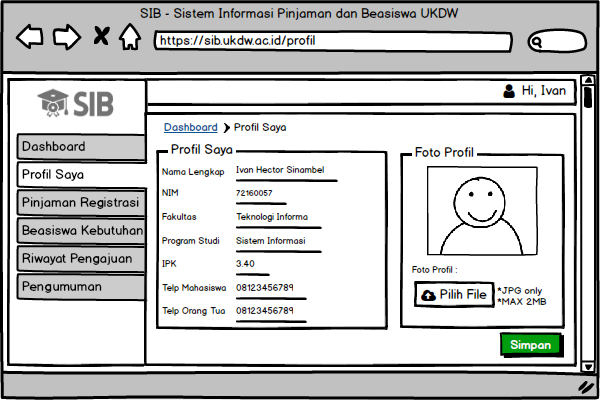 SIB - Sistem Informasi Pinjaman dan Beasiswa UKDW
https://sib.ukdw.ac.id/profil
SIB
Hi, Ivan
Dashboard
Profil Saya
Pinjaman Registrasi
Beasiswa Kebutuhan
Riwayat Pengajuan
Pengumuman
Dashboard > Profil Saya
Profil Saya
Nama Lengkap Ivan Hector Sinambel
NIM 72160057
Fakultas Teknologi Informa
Program Studi Sistem Informasi
IPK 3.40
Telp Mahasiswa 08123456789
Telp Orang Tua 08123456789
Foto Profil
Foto Profil :
Pilih File
*JPG only
*MAX 2MB
Simpan